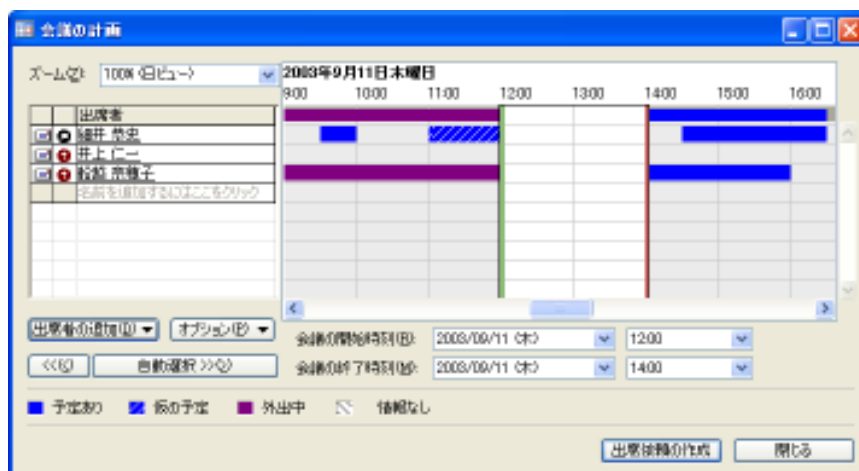 会議の計画
ズーム(Z): 100% (日ビュー)
2003年9月11日木曜日
9:00 10:00 11:00 12:00 13:00 14:00 15:00 16:00
出席者
細井 恭史
井上 仁一
奈穂子
名前を追加するにはここをクリック
出席者の追加(D) オプション(P)
会議の開始時刻(R): 2003/09/11 (木) 12:00
<<(K) 自動選択 >>(O)
会議の終了時刻(M): 2003/09/11 (木) 14:00
予定あり 仮の予定 外出中 情報なし
出席依頼の作成 閉じる